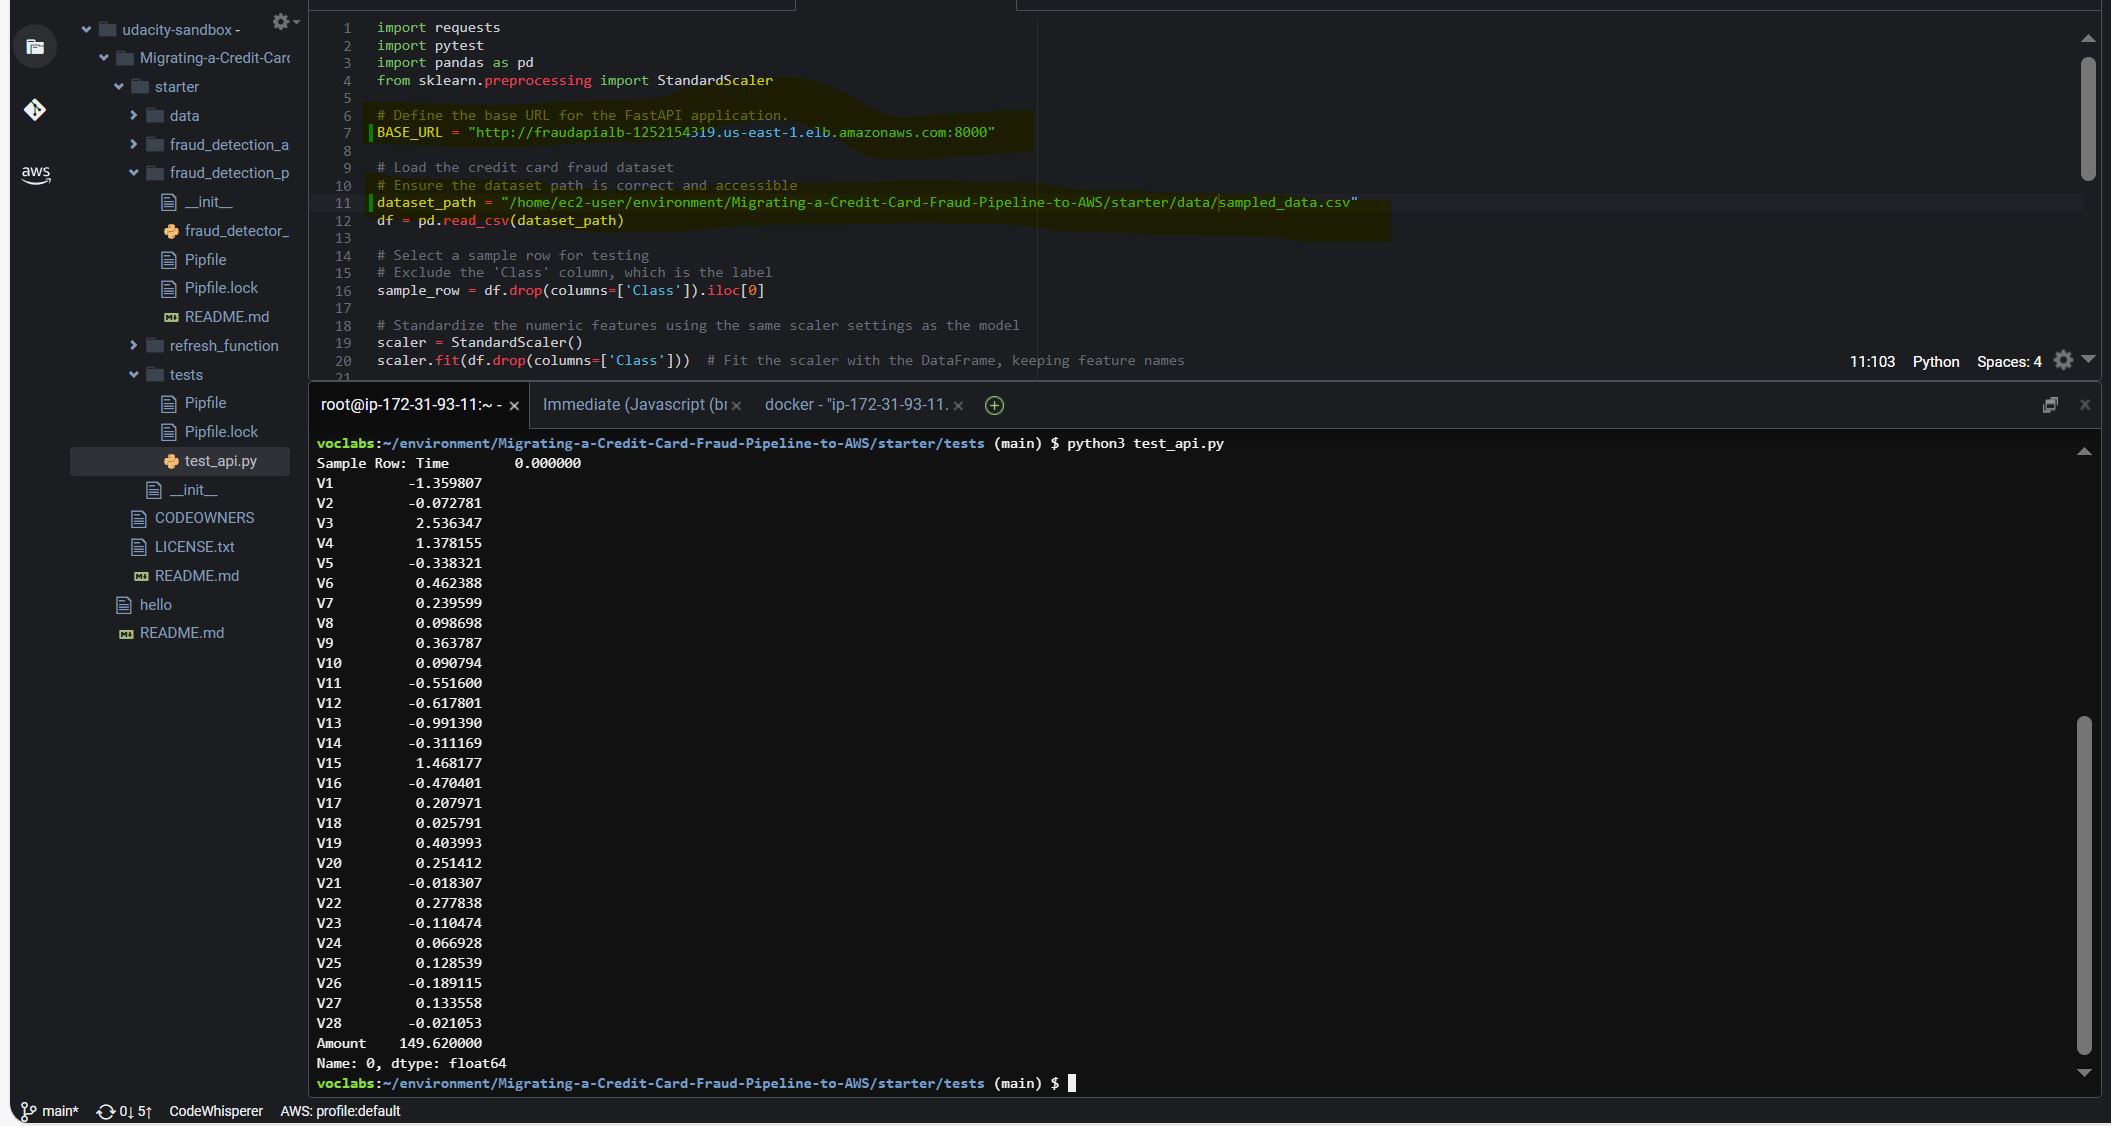 udacity-sandbox -
Migrating-a-Credit-Card
starter
data
fraud_detection_a
fraud_detection_p
__init__
fraud_detector_
Pipfile
Pipfile.lock
README.md
refresh_function
tests
Pipfile
Pipfile.lock
test_api.py
__init__
CODEOWNERS
LICENSE.txt
README.md
hello
README.md
aws
1 import requests
2 import pytest
3 import pandas as pd
4 from sklearn.preprocessing import StandardScaler
5
6 # Define the base URL for the FastAPI application.
7 BASE_URL = "http://fraudapialb-1252154319.us-east-1.elb.amazonaws.com:8000"
8
9 # Load the credit card fraud dataset
10 # Ensure the dataset path is correct and accessible
11 dataset_path = "/home/ec2-user/environment/Migrating-a-Credit-Card-Fraud-Pipeline-to-AWS/starter/data/sampled_data.csv"
12 df = pd.read_csv(dataset_path)
13
14 # Select a sample row for testing
15 # Exclude the 'Class' column, which is the label
16 sample_row = df.drop(columns=['Class']).iloc[0]
17
18 # Standardize the numeric features using the same scaler settings as the model
19 scaler = StandardScaler()
20 scaler.fit(df.drop(columns=['Class'])) # Fit the scaler with the DataFrame, keeping feature names
21
11:103 Python Spaces: 4
root@ip-172-31-93-11:~ - Immediate (Javascript (br docker - "ip-172-31-93-11.
voclabs:~/environment/Migrating-a-Credit-Card-Fraud-Pipeline-to-AWS/starter/tests (main) $ python3 test_api.py
Sample Row: Time 0.000000
V1 -1.359807
V2 -0.072781
V3 2.536347
V4 1.378155
V5 -0.338321
V6 0.462388
V7 0.239599
V8 0.098698
V9 0.363787
V10 0.090794
V11 -0.551600
V12 -0.617801
V13 -0.991390
V14 -0.311169
V15 1.468177
V16 -0.470401
V17 0.207971
V18 0.025791
V19 0.403993
V20 0.251412
V21 -0.018307
V22 0.277838
V23 -0.110474
V24 0.066928
V25 0.128539
V26 -0.189115
V27 0.133558
V28 -0.021053
Amount 149.620000
Name: 0, dtype: float64
voclabs:~/environment/Migrating-a-Credit-Card-Fraud-Pipeline-to-AWS/starter/tests (main) $
main* 0↓ 5↑ CodeWhisperer AWS: profile:default